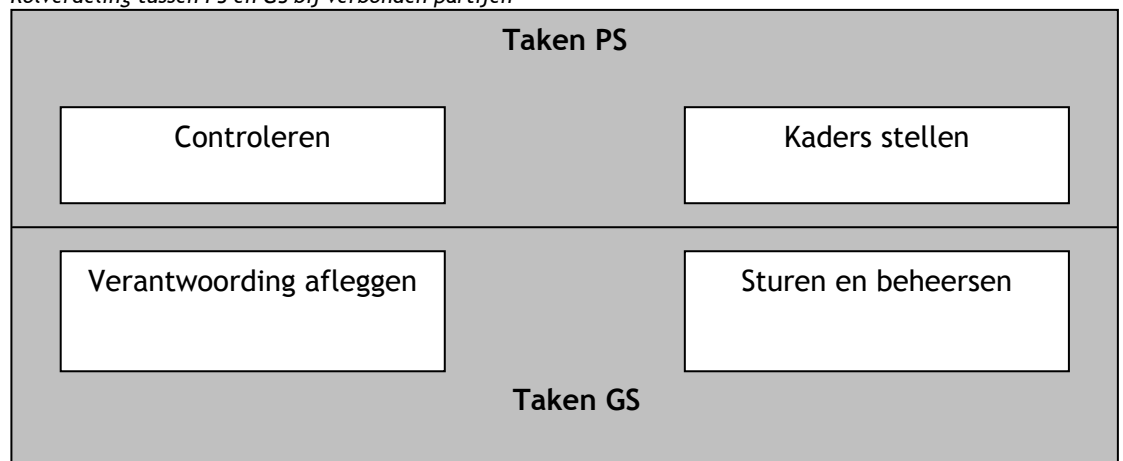 Rolverdeling tussen PS en GS bij verbonden partijen
Taken PS
Controleren
Kaders stellen
Verantwoording afleggen
Sturen en beheersen
Taken GS